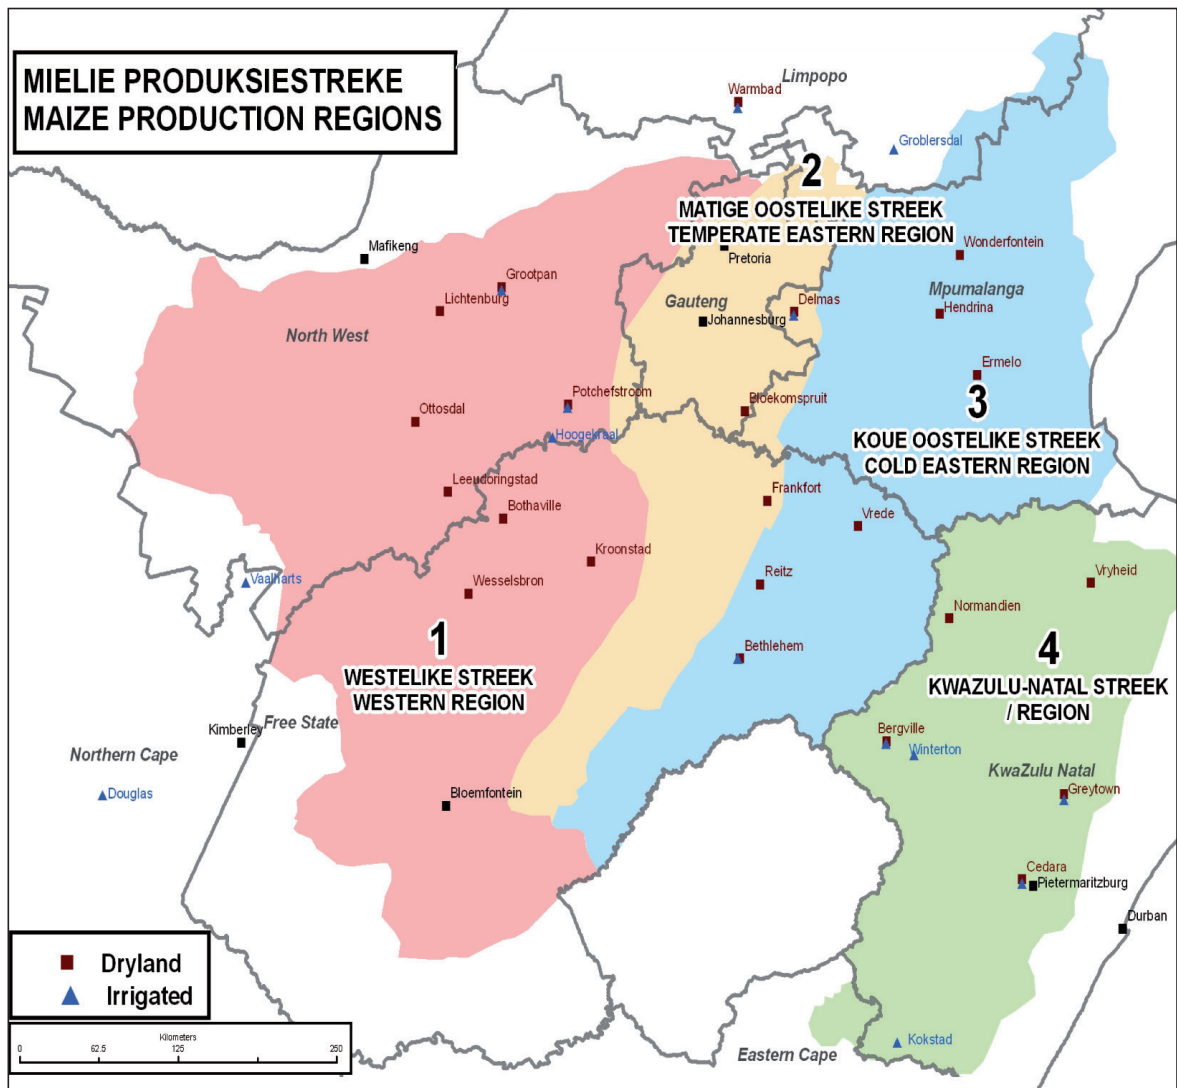 MIELIE PRODUKSIESTREKE
MAIZE PRODUCTION REGIONS
Limpopo
Warmbad
Groblersdal
2
MATIGE OOSTELIKE STREEK
TEMPERATE EASTERN REGION
Mafikeng
Pretoria
Wonderfontein
Grootpan
Lichtenburg
North West
Gauteng
Johannesburg
Delmas
Mpumalanga
Hendrina
Ermelo
Potchefstroom
Bloekomspruit
3
Ottosdal
Hoogekraal
KOUE OOSTELIKE STREEK
COLD EASTERN REGION
Leeudoringstad
Bothaville
Frankfort
Vrede
Kroonstad
Vaalharts
Wesselsbron
Reitz
Vryheid
Normandien
1
WESTELIKE STREEK
WESTERN REGION
Bethlehem
4
KWAZULU-NATAL STREEK
/ REGION
Kimberley
Free State
Bergville
Winterton
Northern Cape
KwaZulu Natal
Douglas
Bloemfontein
Greytown
Cedara
Pietermaritzburg
Durban
Dryland
Irrigated
Kilometers
0 62.5 125 250
Eastern Cape
Kokstad